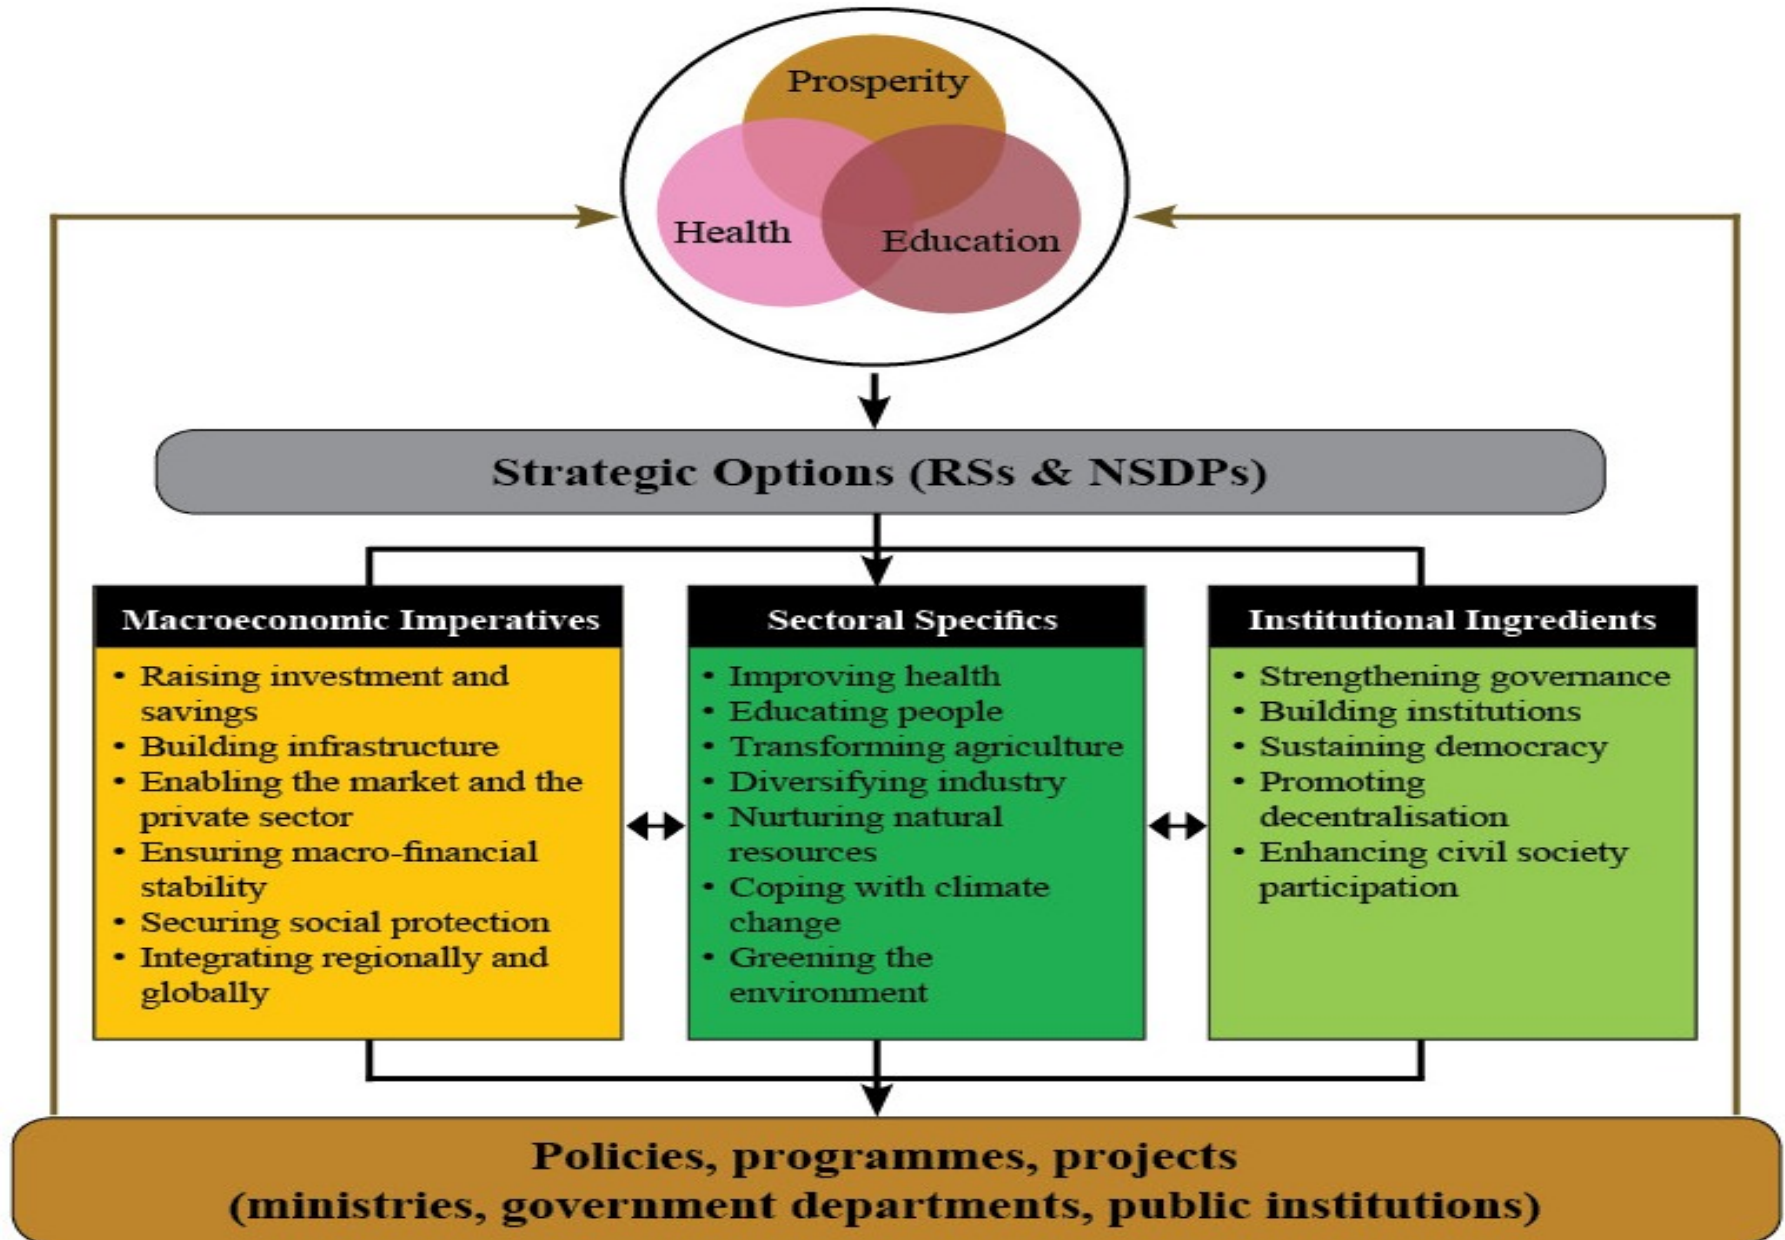 Prosperity
Health
Education
Strategic Options (RSs & NSDPs)
Macroeconomic Imperatives
• Raising investment and
savings
• Building infrastructure
• Enabling the market and the
private sector
• Ensuring macro-financial
stability
• Securing social protection
• Integrating regionally and
globally
Sectoral Specifics
• Improving health
• Educating people
• Transforming agriculture
• Diversifying industry
• Nurturing natural
resources
• Coping with climate
change
• Greening the
environment
Institutional Ingredients
• Strengthening governance
• Building institutions
• Sustaining democracy
• Promoting
decentralisation
• Enhancing civil society
participation
Policies, programmes, projects
(ministries, government departments, public institutions)